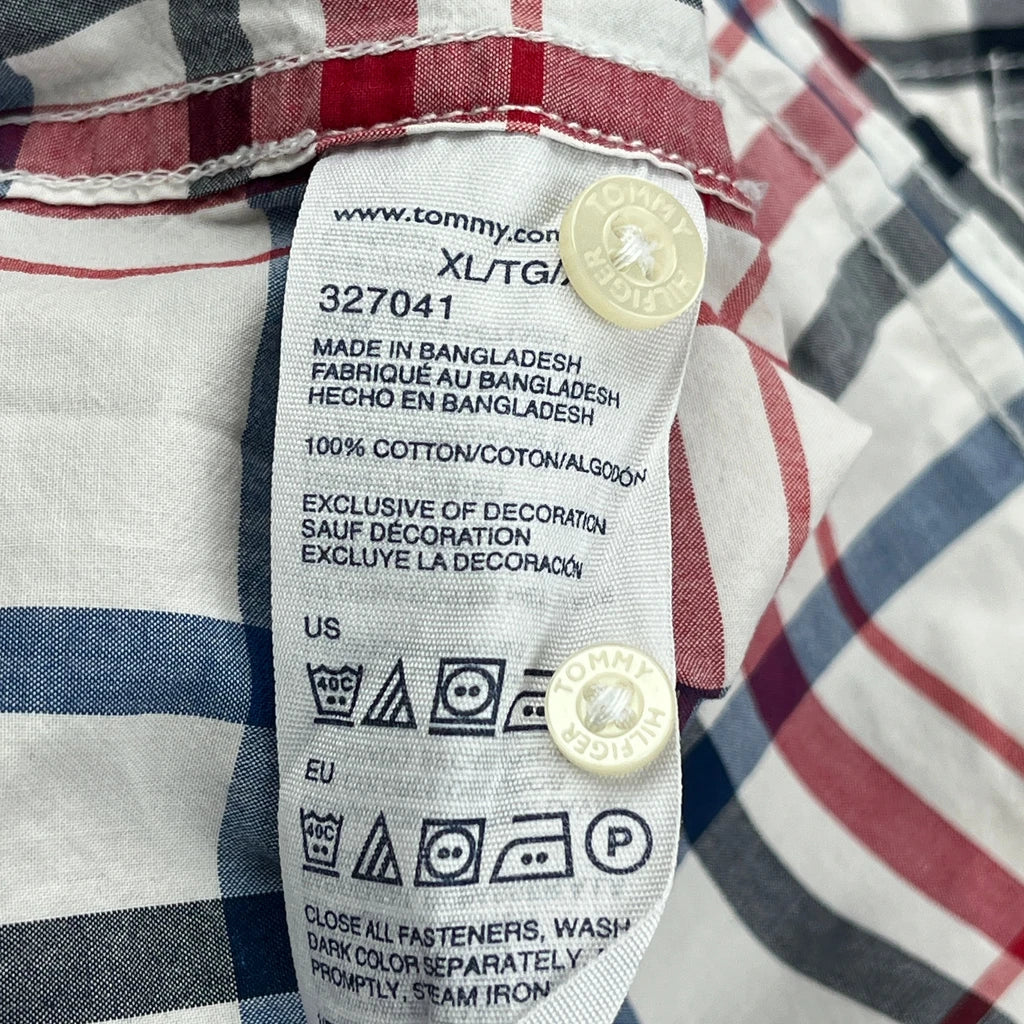 www.tommy.com
TOMMY HILFIGER
XL/TG/
327041
MADE IN BANGLADESH
FABRIQUÉ AU BANGLADESH
HECHO EN BANGLADESH
100% COTTON/COTON/ALGODÓN
EXCLUSIVE OF DECORATION
SAUF DÉCORATION
EXCLUYE LA DECORACIÓN
US
40C
TOMMY HILFIGER
EU
40C
P
CLOSE ALL FASTENERS, WASH
DARK COLOR SEPARATELY,
PROMPTLY, STEAM IRON